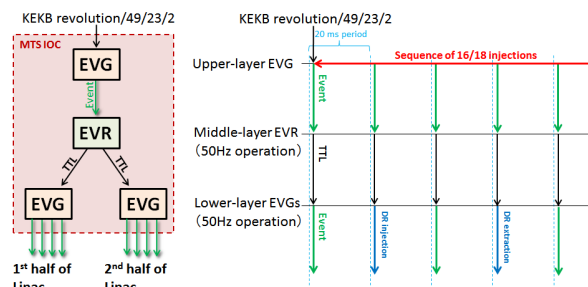 KEKB revolution/49/23/2
MTS IOC
EVG
Event
EVR
TTL
TTL
EVG
EVG
1st half of
Linac
2nd half of
Linac
KEKB revolution/49/23/2
20 ms period
Upper-layer EVG
Sequence of 16/18 injections
Event
Middle-layer EVR
(50Hz operation)
TTL
Lower-layer EVGs
(50Hz operation)
Event
DR injection
DR extraction